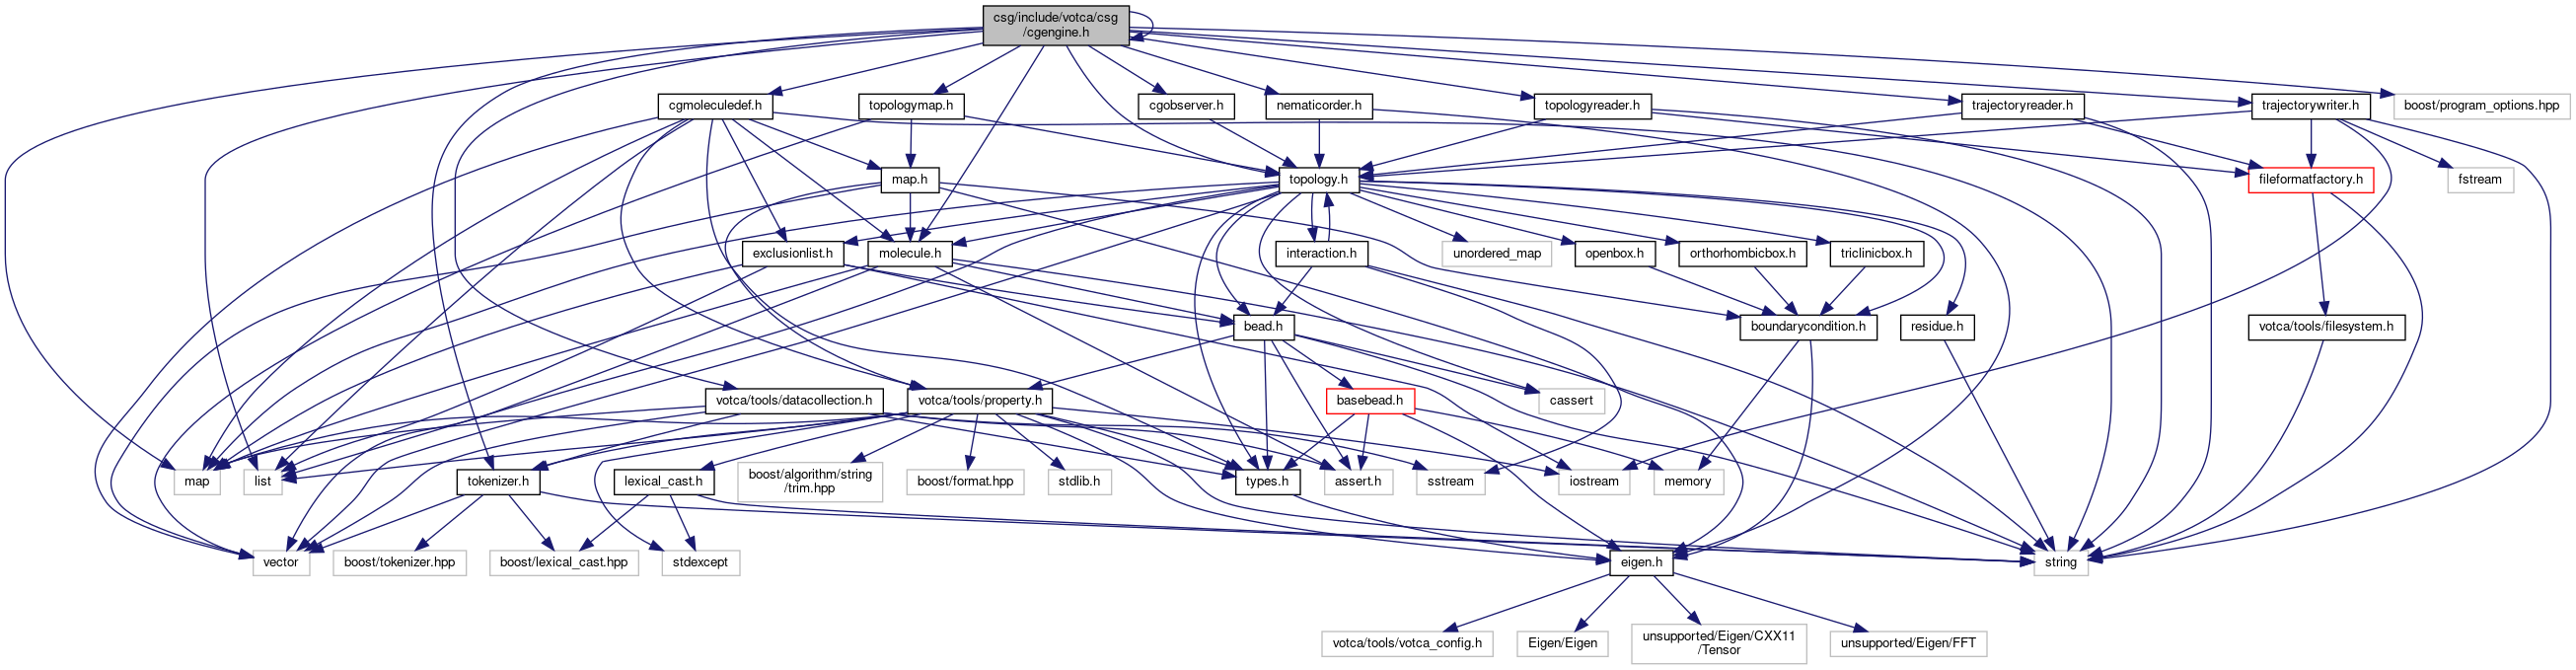 csg/include/votca/csg
/cgengine.h
cgmoleculedef.h
topologymap.h
cgobserver.h
nematicorder.h
topologyreader.h
trajectoryreader.h
trajectorywriter.h
boost/program_options.hpp
map.h
topology.h
fileformatfactory.h
fstream
exclusionlist.h
molecule.h
interaction.h
unordered_map
openbox.h
orthorhombicbox.h
triclinicbox.h
bead.h
boundarycondition.h
residue.h
votca/tools/filesystem.h
votca/tools/datacollection.h
votca/tools/property.h
basebead.h
cassert
map
list
tokenizer.h
lexical_cast.h
boost/algorithm/string
/trim.hpp
boost/format.hpp
stdlib.h
types.h
assert.h
sstream
iostream
memory
vector
boost/tokenizer.hpp
boost/lexical_cast.hpp
stdexcept
eigen.h
string
votca/tools/votca_config.h
Eigen/Eigen
unsupported/Eigen/CXX11
/Tensor
unsupported/Eigen/FFT